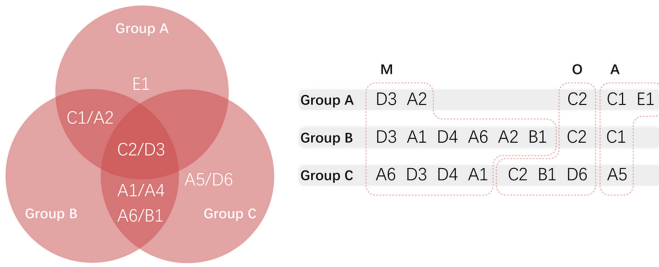 Group A
E1
C1/A2
C2/D3
A1/A4
A5/D6
A6/B1
Group B
Group C
M O A
Group A D3 A2 C2 C1 E1
Group B D3 A1 D4 A6 A2 B1 C2 C1
Group C A6 D3 D4 A1 C2 B1 D6 A5